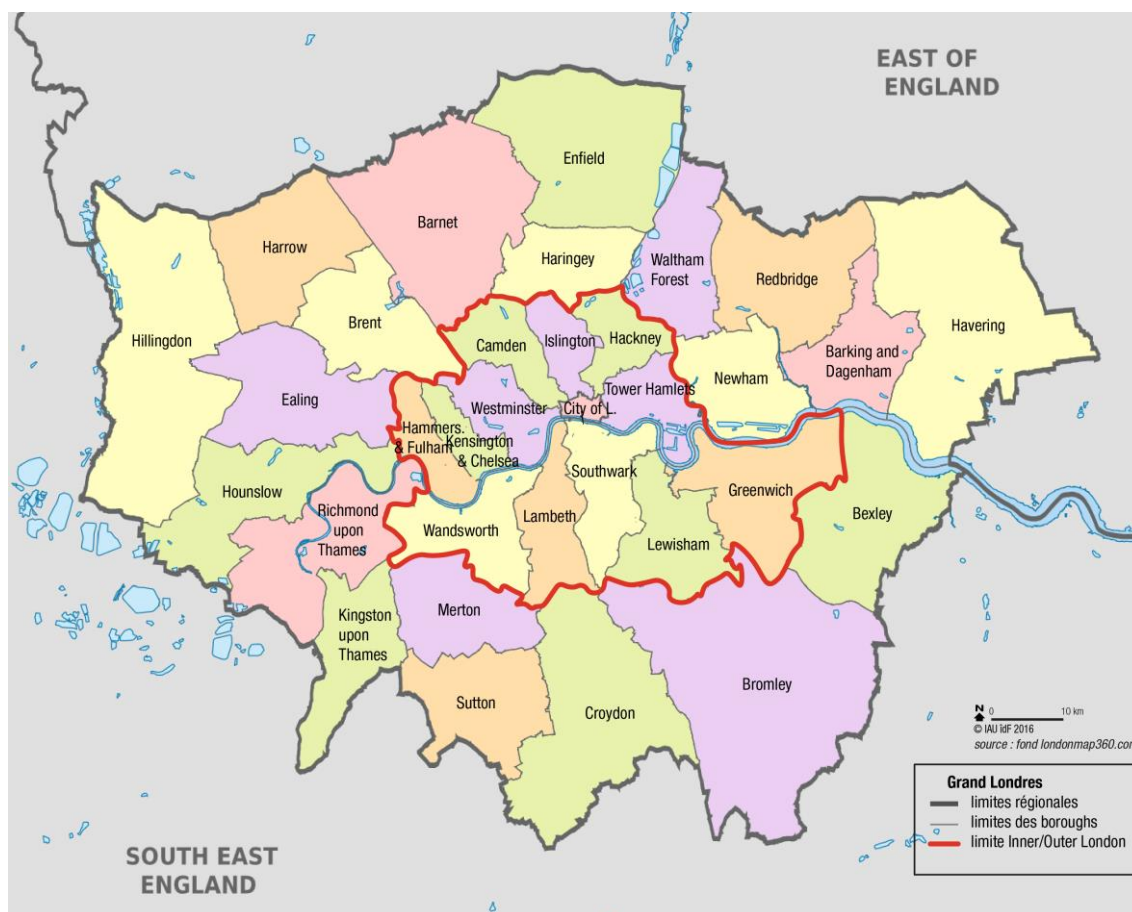 EAST OF
ENGLAND
Enfield
Barnet
Harrow
Haringey
Waltham
Forest
Redbridge
Havering
Hillingdon
Brent
Camden
Islington
Hackney
Barking and
Dagenham
Newham
Ealing
Westminster
City of L.
Tower Hamlets
Hammers.
& Fulham
Kensington
& Chelsea
Southwark
Hounslow
Richmond
upon
Thames
Greenwich
Bexley
Wandsworth
Lambeth
Lewisham
Kingston
upon
Thames
Merton
Sutton
Croydon
Bromley
N
0 10 km
© IAU îdF 2016
source : fond londonmap360.com
Grand Londres
limites régionales
limites des boroughs
limite Inner/Outer London
SOUTH EAST
ENGLAND